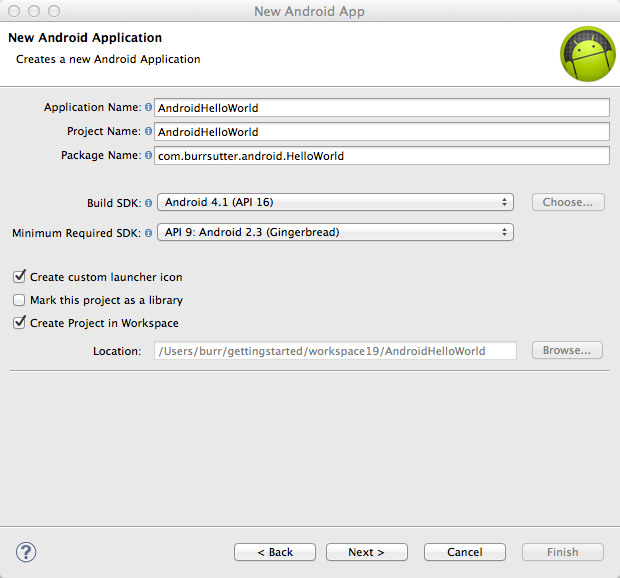 New Android App
New Android Application
Creates a new Android Application
Application Name: AndroidHelloWorld
Project Name: AndroidHelloWorld
Package Name: com.burrsutter.android.HelloWorld
Build SDK: Android 4.1 (API 16) Choose...
Minimum Required SDK: API 9: Android 2.3 (Gingerbread)
Create custom launcher icon
Mark this project as a library
Create Project in Workspace
Location: /Users/burr/gettingstarted/workspace19/AndroidHelloWorld Browse...
? < Back Next > Cancel Finish